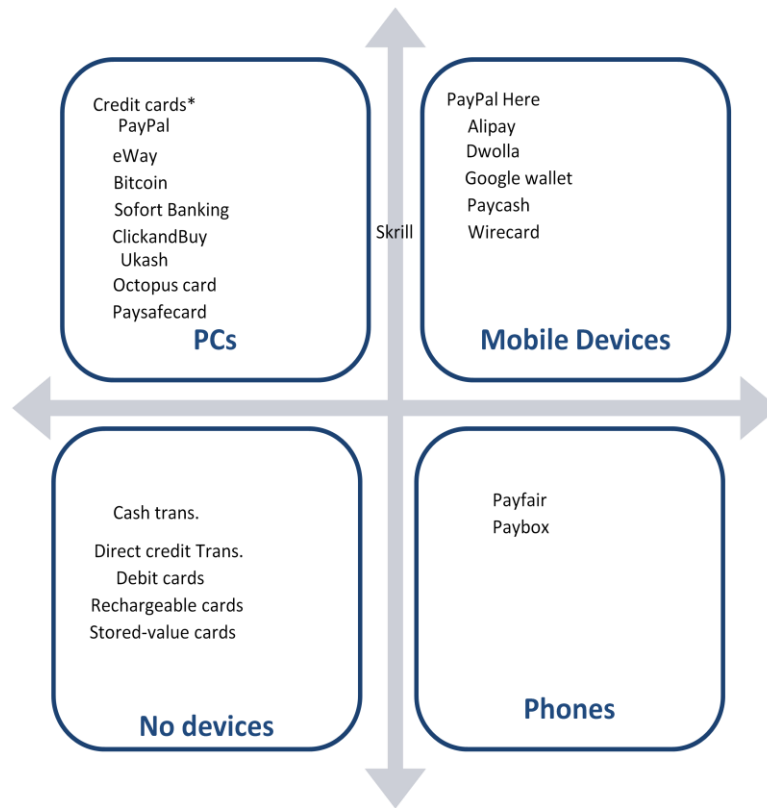 Credit cards*
PayPal
eWay
Bitcoin
Sofort Banking
ClickandBuy
Ukash
Octopus card
Paysafecard
PCs
Skrill
PayPal Here
Alipay
Dwolla
Google wallet
Paycash
Wirecard
Mobile Devices
Cash trans.
Direct credit Trans.
Debit cards
Rechargeable cards
Stored-value cards
No devices
Payfair
Paybox
Phones